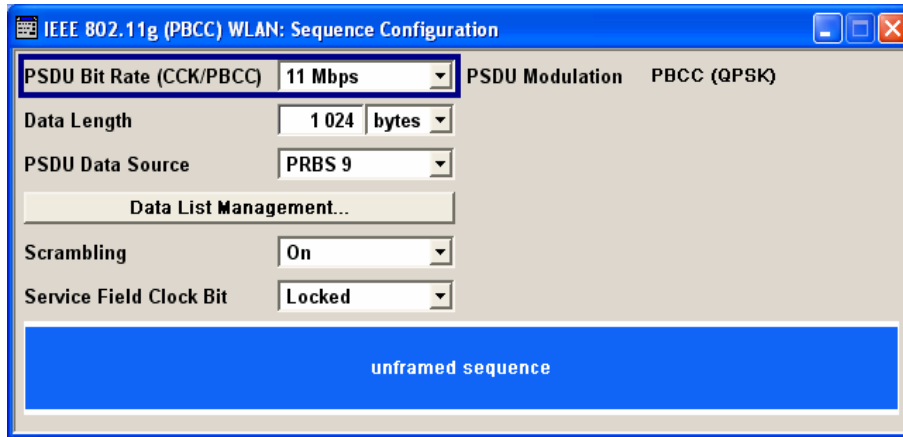 IEEE 802.11g (PBCC) WLAN: Sequence Configuration
PSDU Bit Rate (CCK/PBCC) 11 Mbps PSDU Modulation PBCC (QPSK)
Data Length 1 024 bytes
PSDU Data Source PRBS 9
Data List Management...
Scrambling On
Service Field Clock Bit Locked
unframed sequence